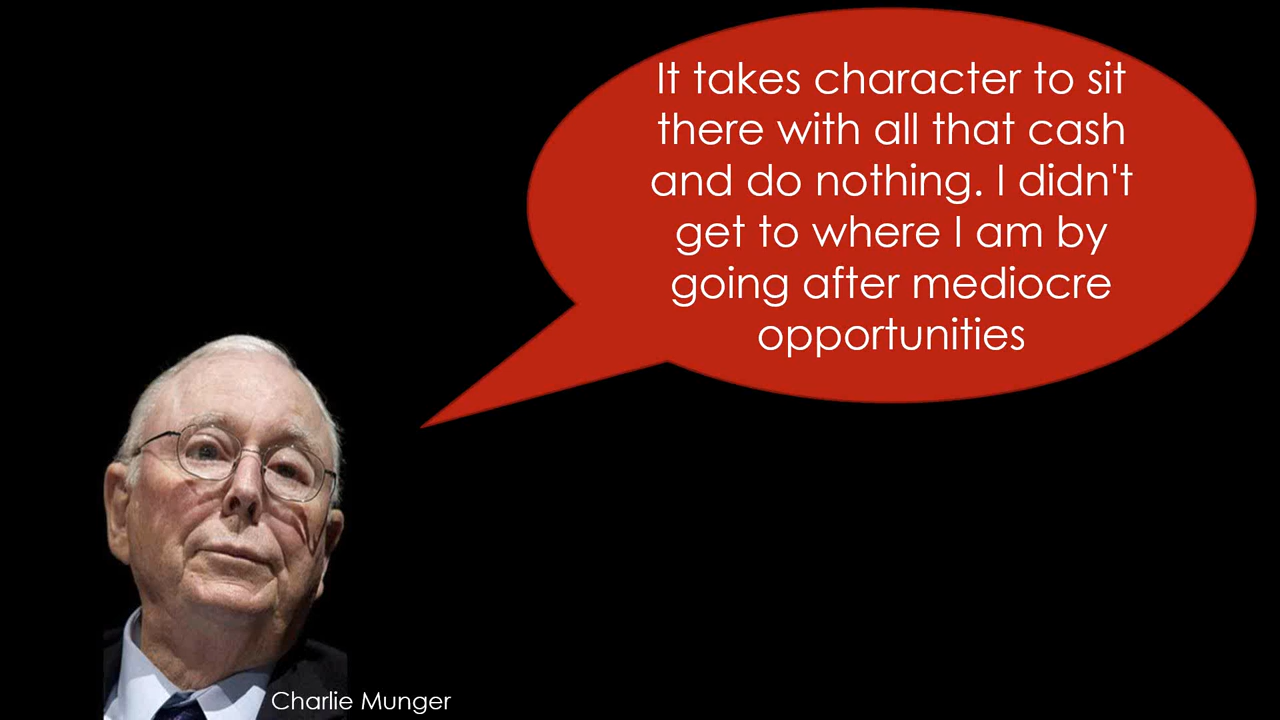 It takes character to sit
there with all that cash
and do nothing. I didn't
get to where I am by
going after mediocre
opportunities
Charlie Munger